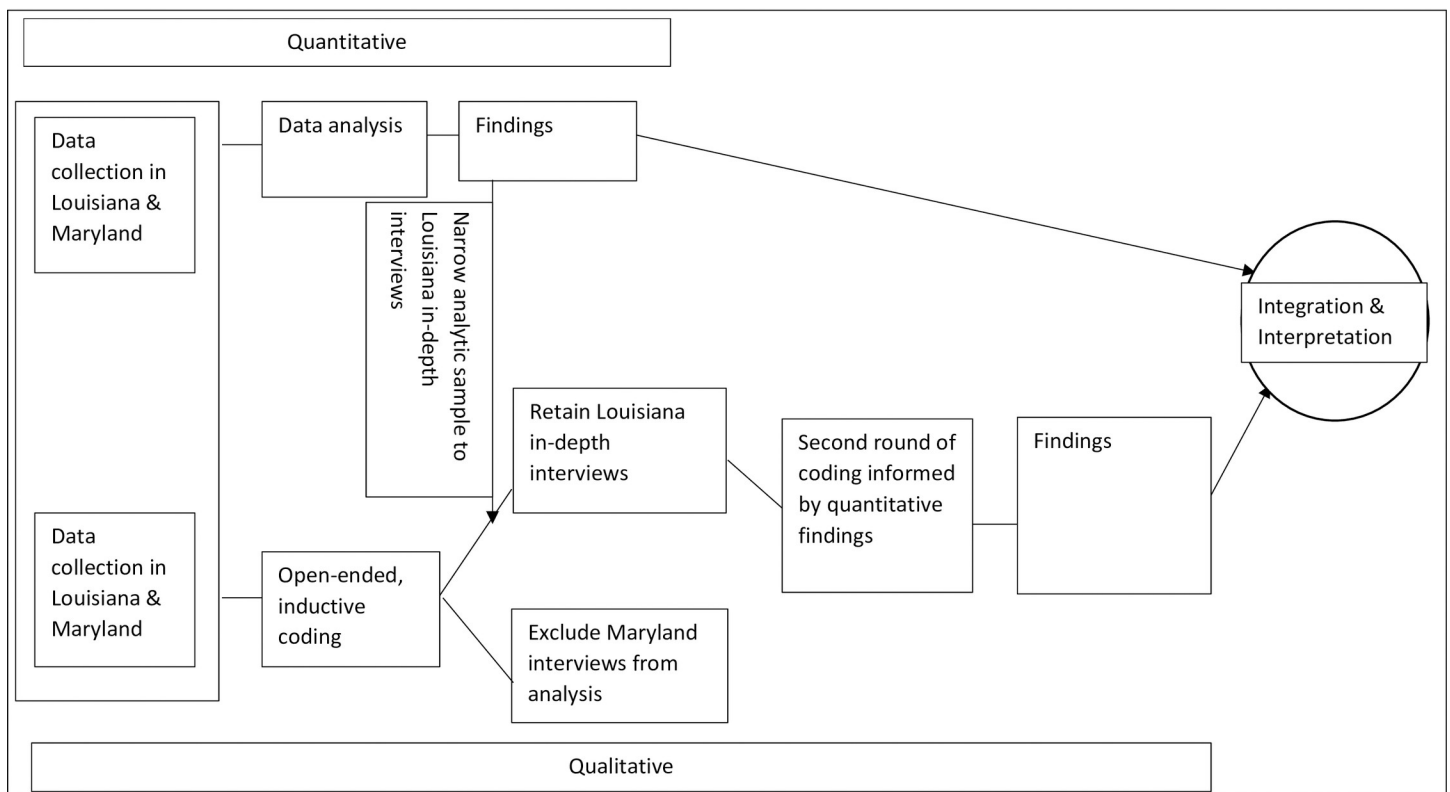 Quantitative
Data
collection in
Louisiana &
Maryland
Data analysis
Findings
Narrow analytic sample to
Louisiana in-depth
interviews
Integration &
Interpretation
Retain Louisiana
in-depth
interviews
Second round of
coding informed
by quantitative
findings
Findings
Data
collection in
Louisiana &
Maryland
Open-ended,
inductive
coding
Exclude Maryland
interviews from
analysis
Qualitative